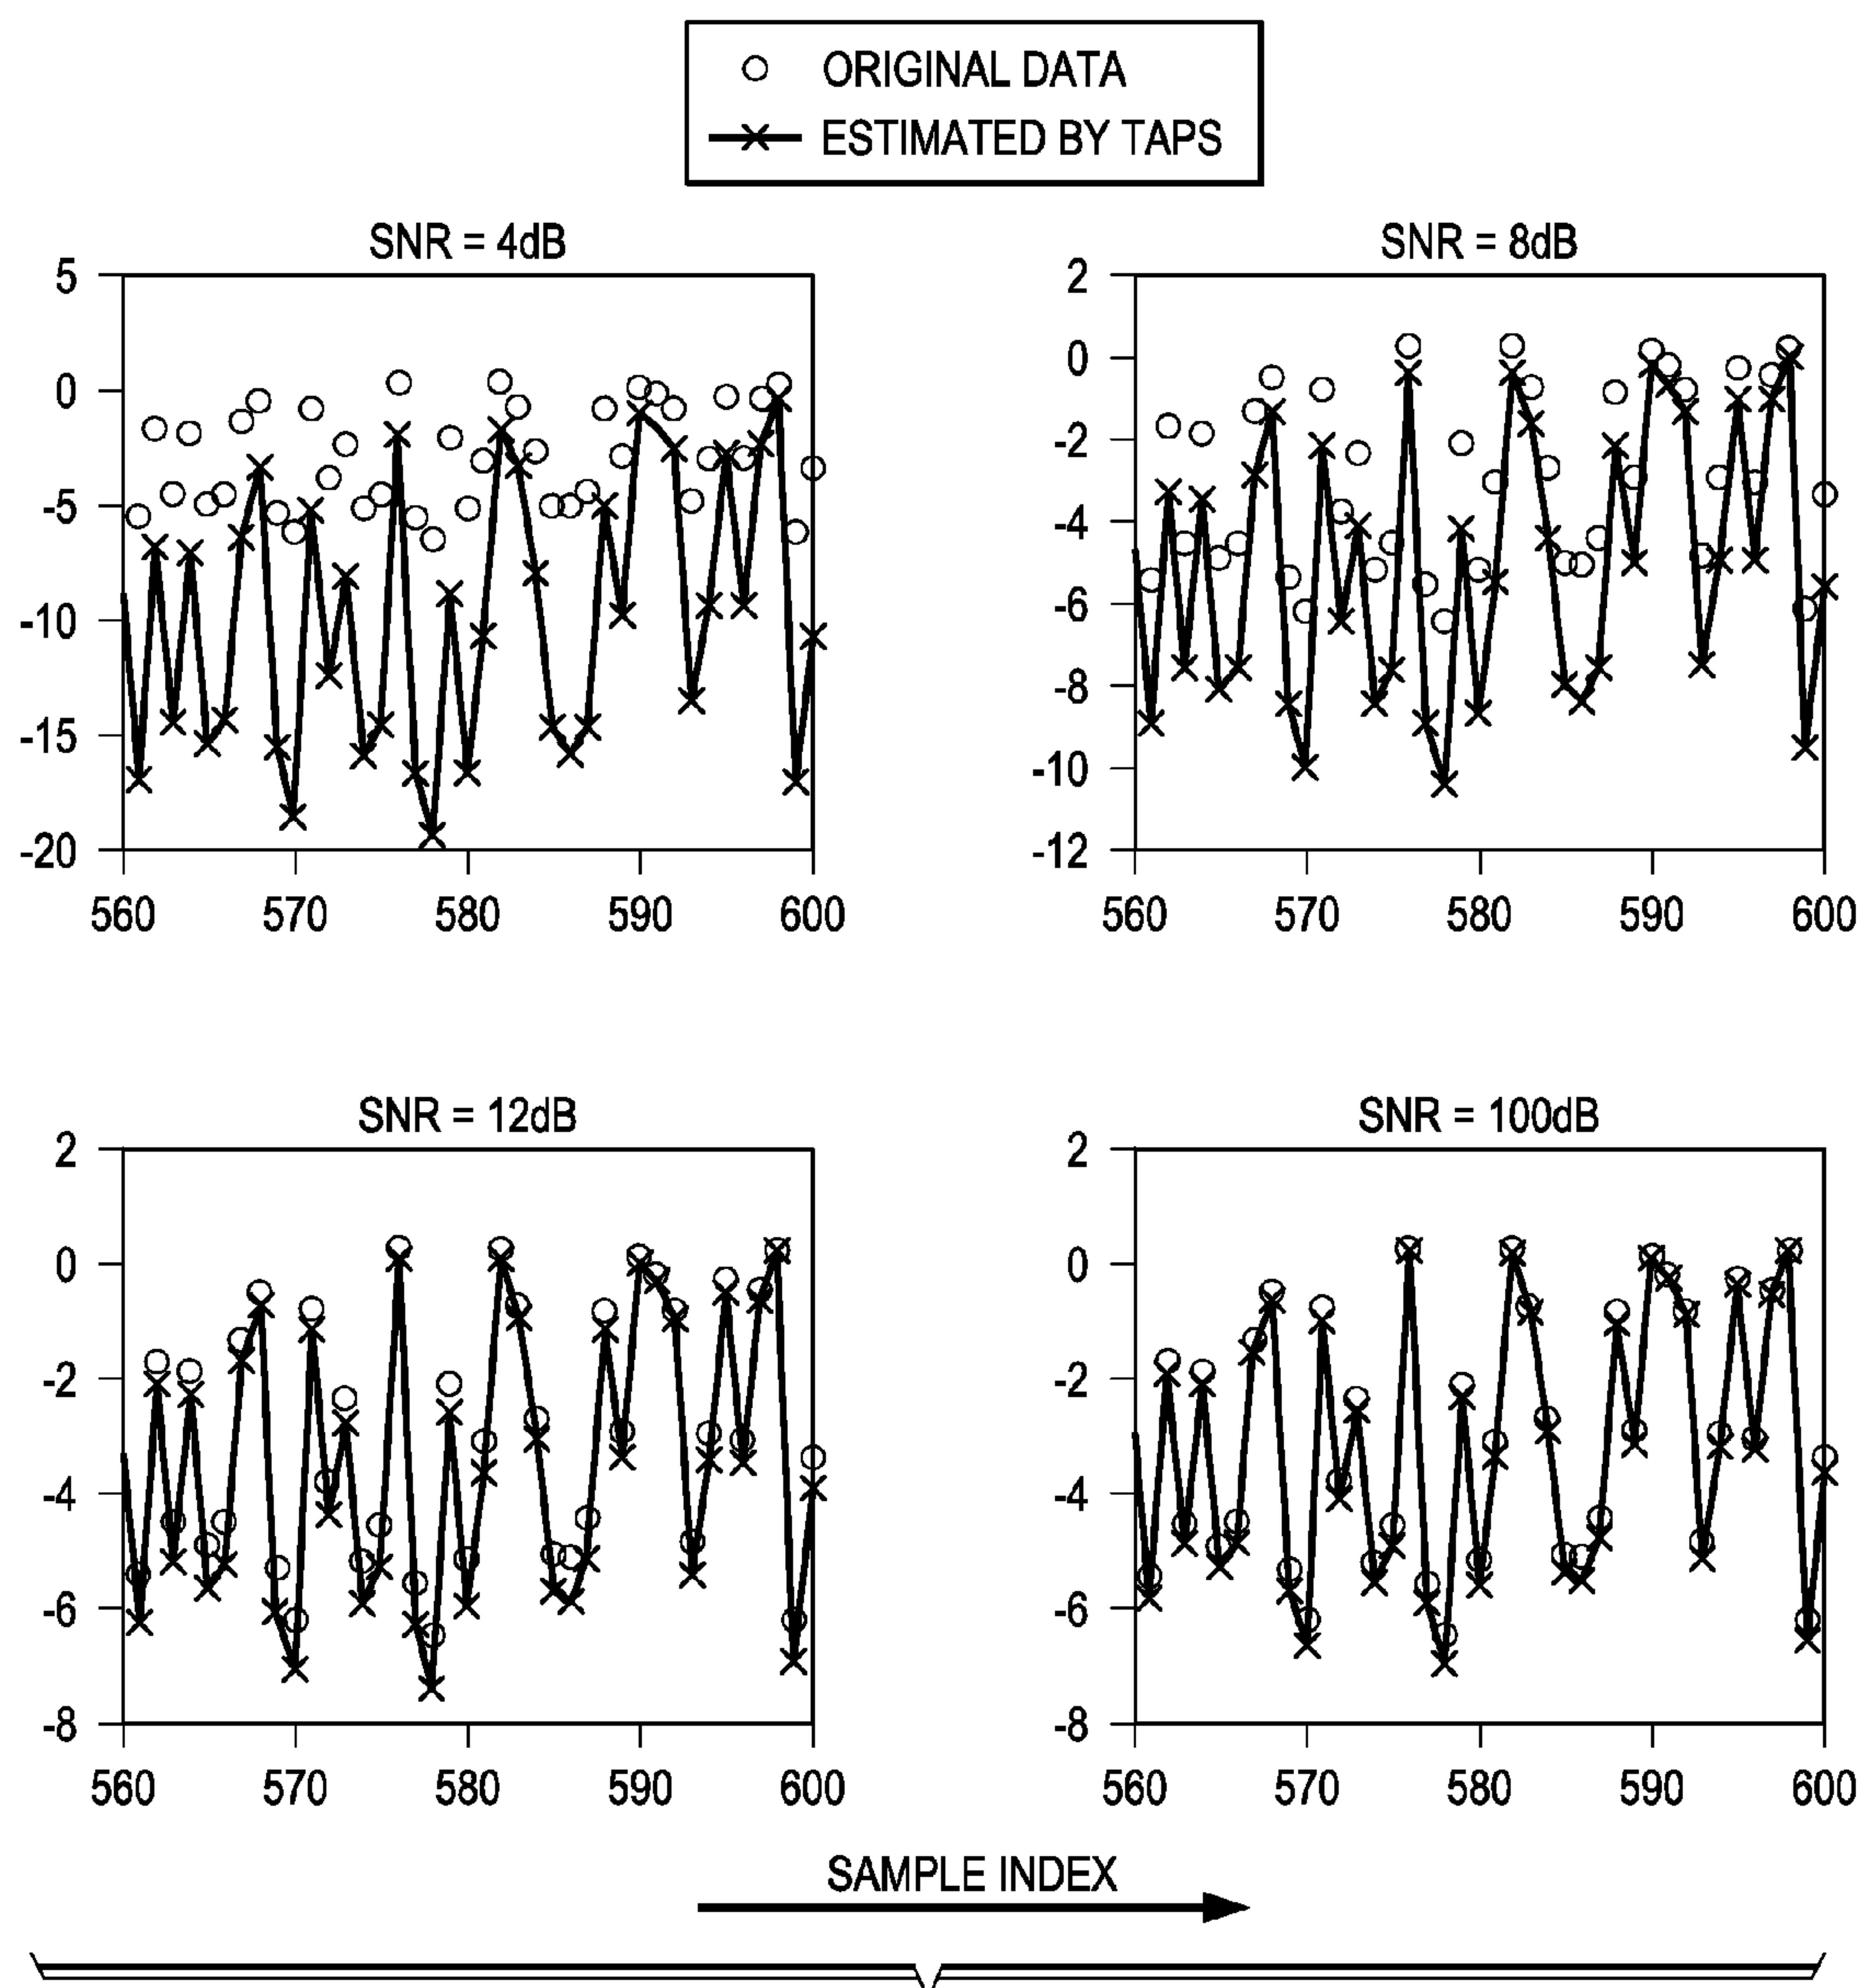 ORIGINAL DATA
ESTIMATED BY TAPS
SNR = 4dB
5
0
-5
-10
-15
-20
560 570 580 590 600
SNR = 8dB
2
0
-2
-4
-6
-8
-10
-12
560 570 580 590 600
SNR = 12dB
2
0
-2
-4
-6
-8
560 570 580 590 600
SNR = 100dB
2
0
-2
-4
-6
-8
560 570 580 590 600
SAMPLE INDEX